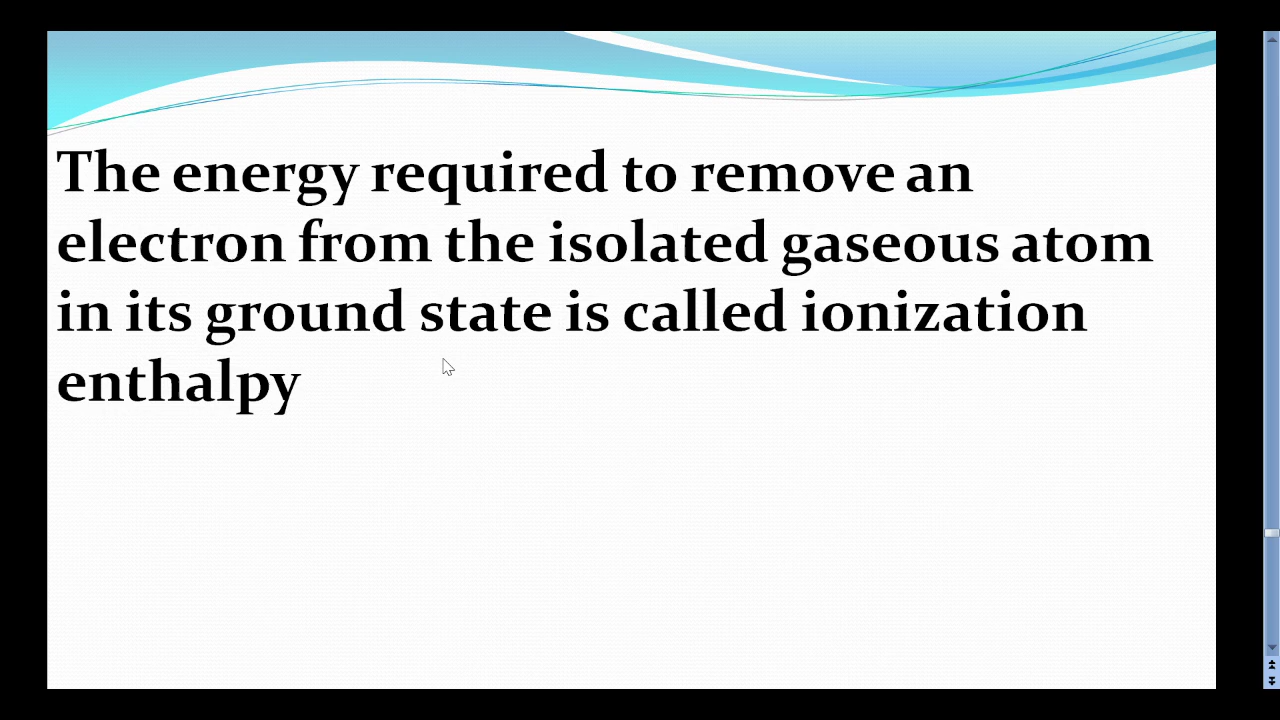 The energy required to remove an
electron from the isolated gaseous atom
in its ground state is called ionization
enthalpy